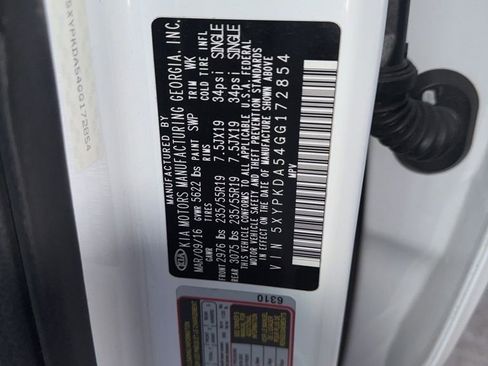 MANUFACTURED BY
KIA KIA MOTORS MANUFACTURING GEORGIA, INC.
MAR/09/16 PAINT SWP TRIM WK
GVWR 5622 lbs
GAWR TIRES RIMS COLD TIRE INFL
FRONT 2976 lbs 235/55R19 7.5JX19 34psi SINGLE
REAR 3075 lbs 235/55R19 7.5JX19 34psi SINGLE
THIS VEHICLE CONFORMS TO ALL APPLICABLE U.S. FEDERAL
MOTOR VEHICLE SAFETY AND THEFT PREVENTION STANDARDS
IN EFFECT ON THE DATE OF MANUFACTURE SHOWN ABOVE
VIN 5XYPKDA54GG172854
MPV
5XYPKDA54GG172854
6310